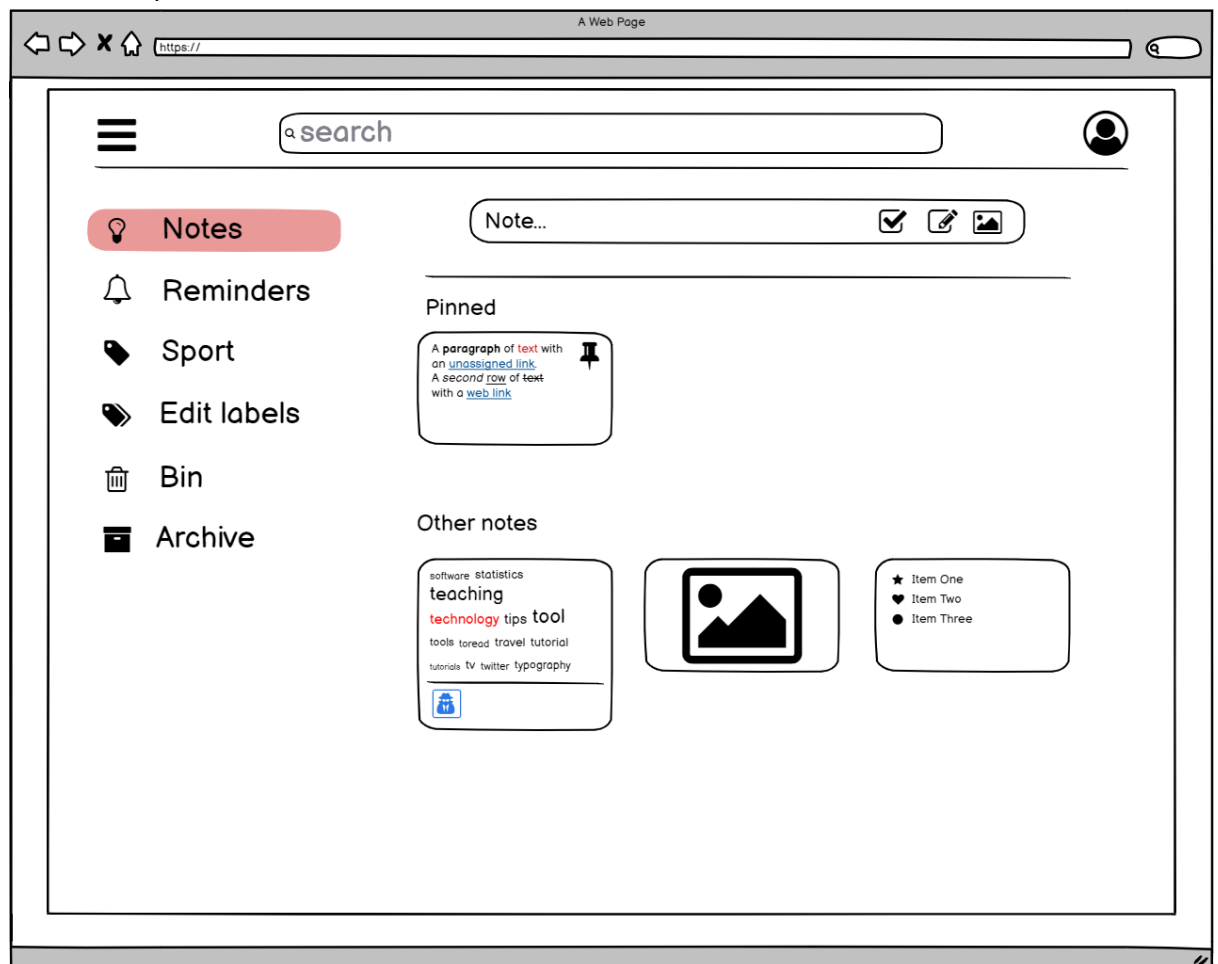 A Web Page
https://
search
Notes
Reminders
Sport
Edit labels
Bin
Archive
Note...
Pinned
A paragraph of text with
an unassigned link.
A second row of text
with a web link
Other notes
software statistics
teaching
technology tips tool
tools toread travel tutorial
tutorials tv twitter typography
Item One
Item Two
Item Three